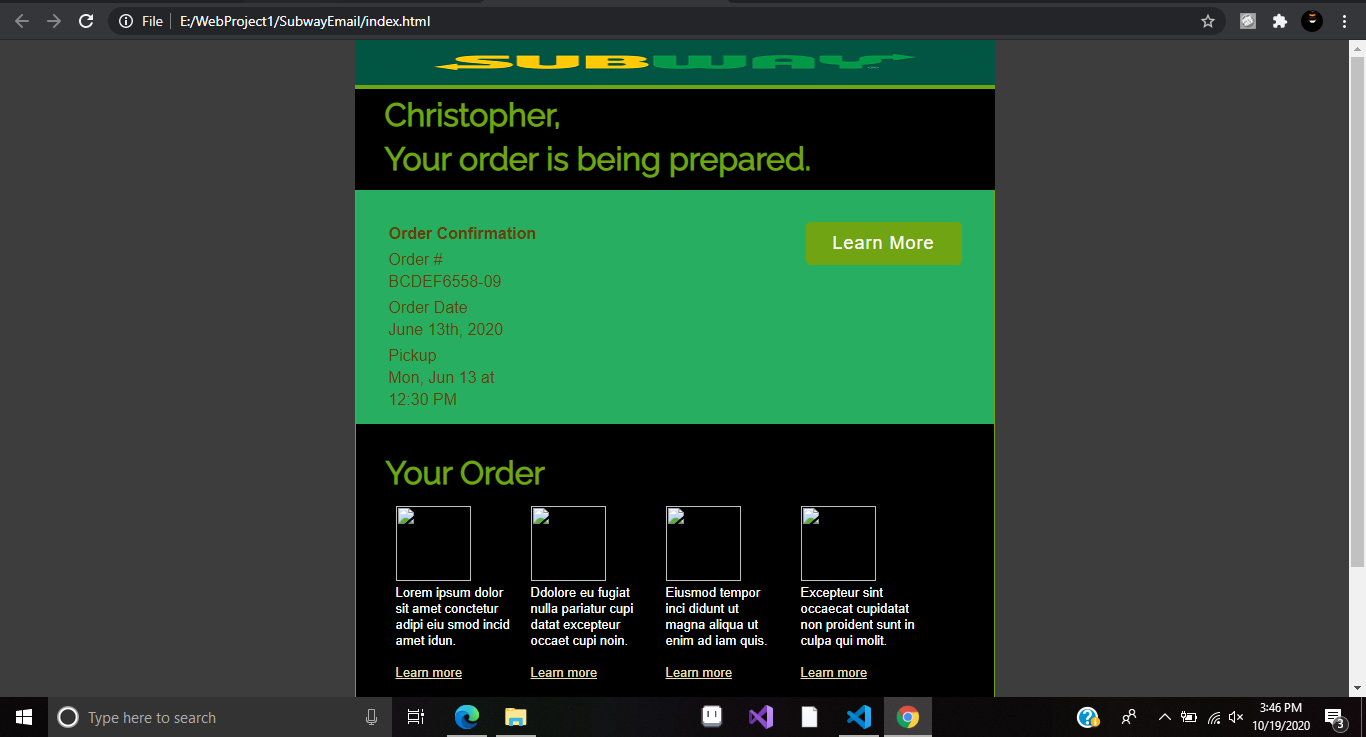 File
E:/WebProject1/SubwayEmail/index.html
SUBWAY
Christopher,
Your order is being prepared.
Order Confirmation
Learn More
Order #
BCDEF6558-09
Order Date
June 13th, 2020
Pickup
Mon, Jun 13 at
12:30 PM
Your Order
Lorem ipsum dolor
sit amet conctetur
adipi eiu smod incid
amet idun.
Learn more
Ddolore eu fugiat
nulla pariatur cupi
datat excepteur
occaet cupi noin.
Learn more
Eiusmod tempor
inci didunt ut
magna aliqua ut
enim ad iam quis.
Learn more
Excepteur sint
occaecat cupidatat
non proident sunt in
culpa qui molit.
Learn more
Type here to search
3:46 PM
10/19/2020
3